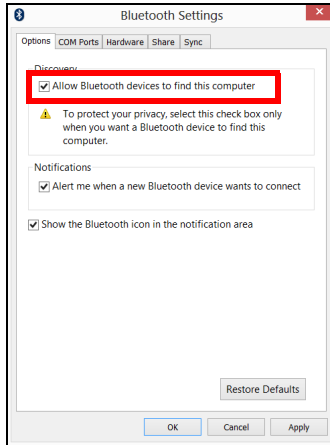 Bluetooth Settings
Options COM Ports Hardware Share Sync
Discovery
Allow Bluetooth devices to find this computer
To protect your privacy, select this check box only
when you want a Bluetooth device to find this
computer.
Notifications
Alert me when a new Bluetooth device wants to connect
Show the Bluetooth icon in the notification area
Restore Defaults
OK Cancel Apply